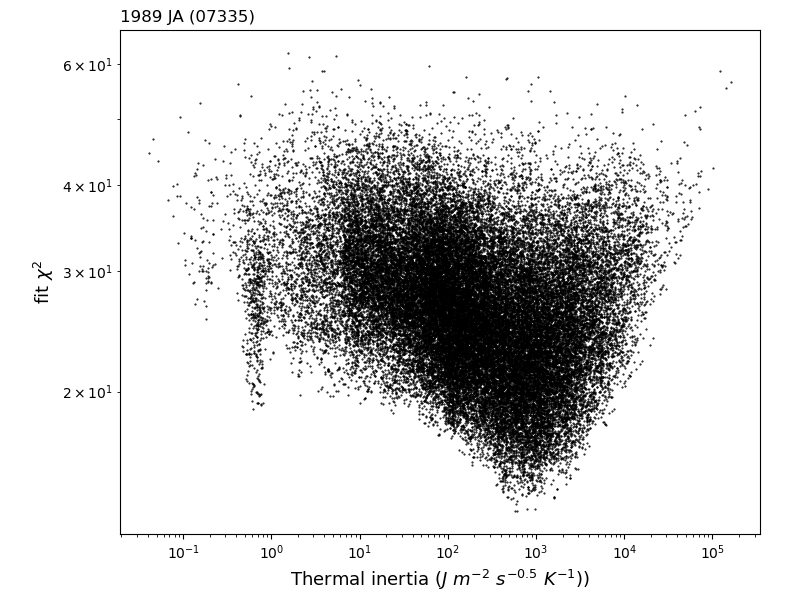 1989 JA (07335)
6 × 10¹
4 × 10¹
3 × 10¹
2 × 10¹
fit χ²
10⁻¹ 10⁰ 10¹ 10² 10³ 10⁴ 10⁵
Thermal inertia (J m⁻² s⁻⁰·⁵ K⁻¹))